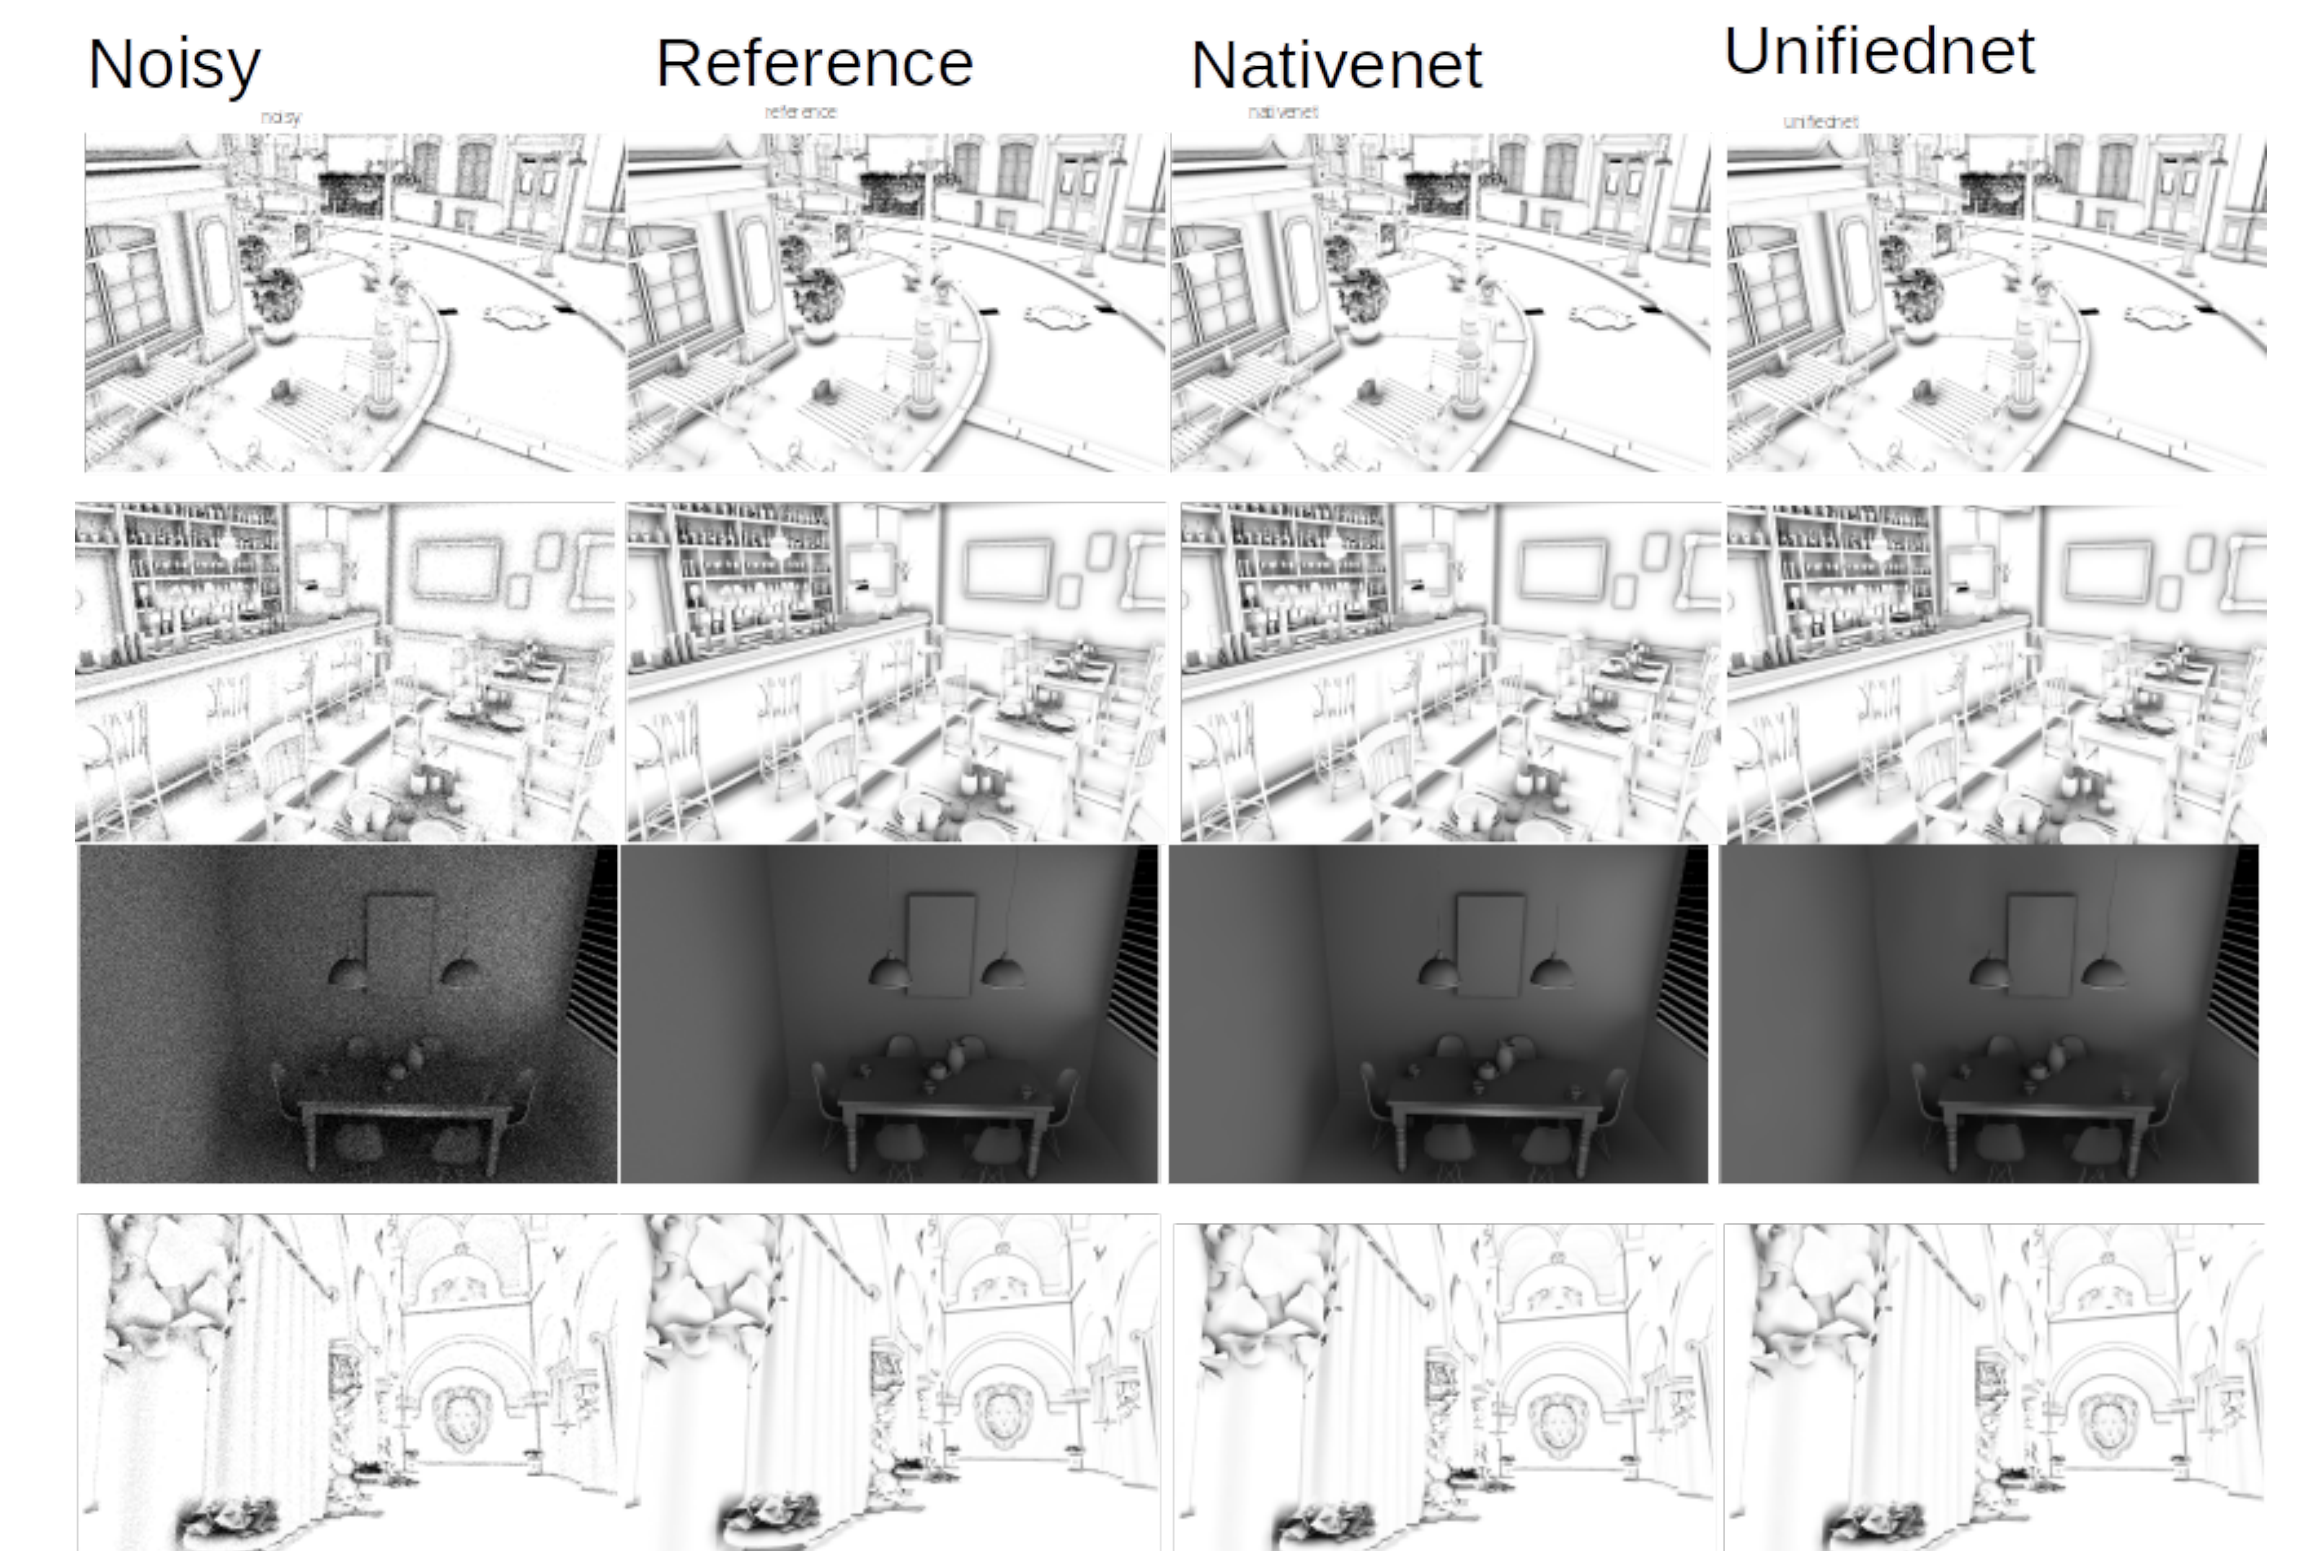 Noisy
Reference
Nativenet
Unifiednet
noisy
reference
nativenet
unifiednet